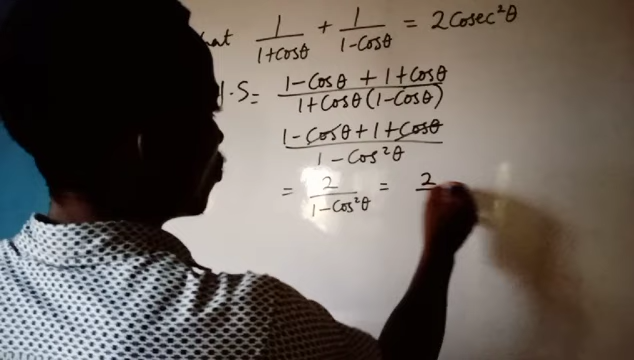 hat 1/(1+cosθ) + 1/(1-cosθ) = 2cosec²θ
.S = (1-cosθ + 1+cosθ)/(1+cosθ(1-cosθ))
(1-cosθ+1+cosθ)/(1-cos²θ)
= 2/(1-cos²θ) = 2